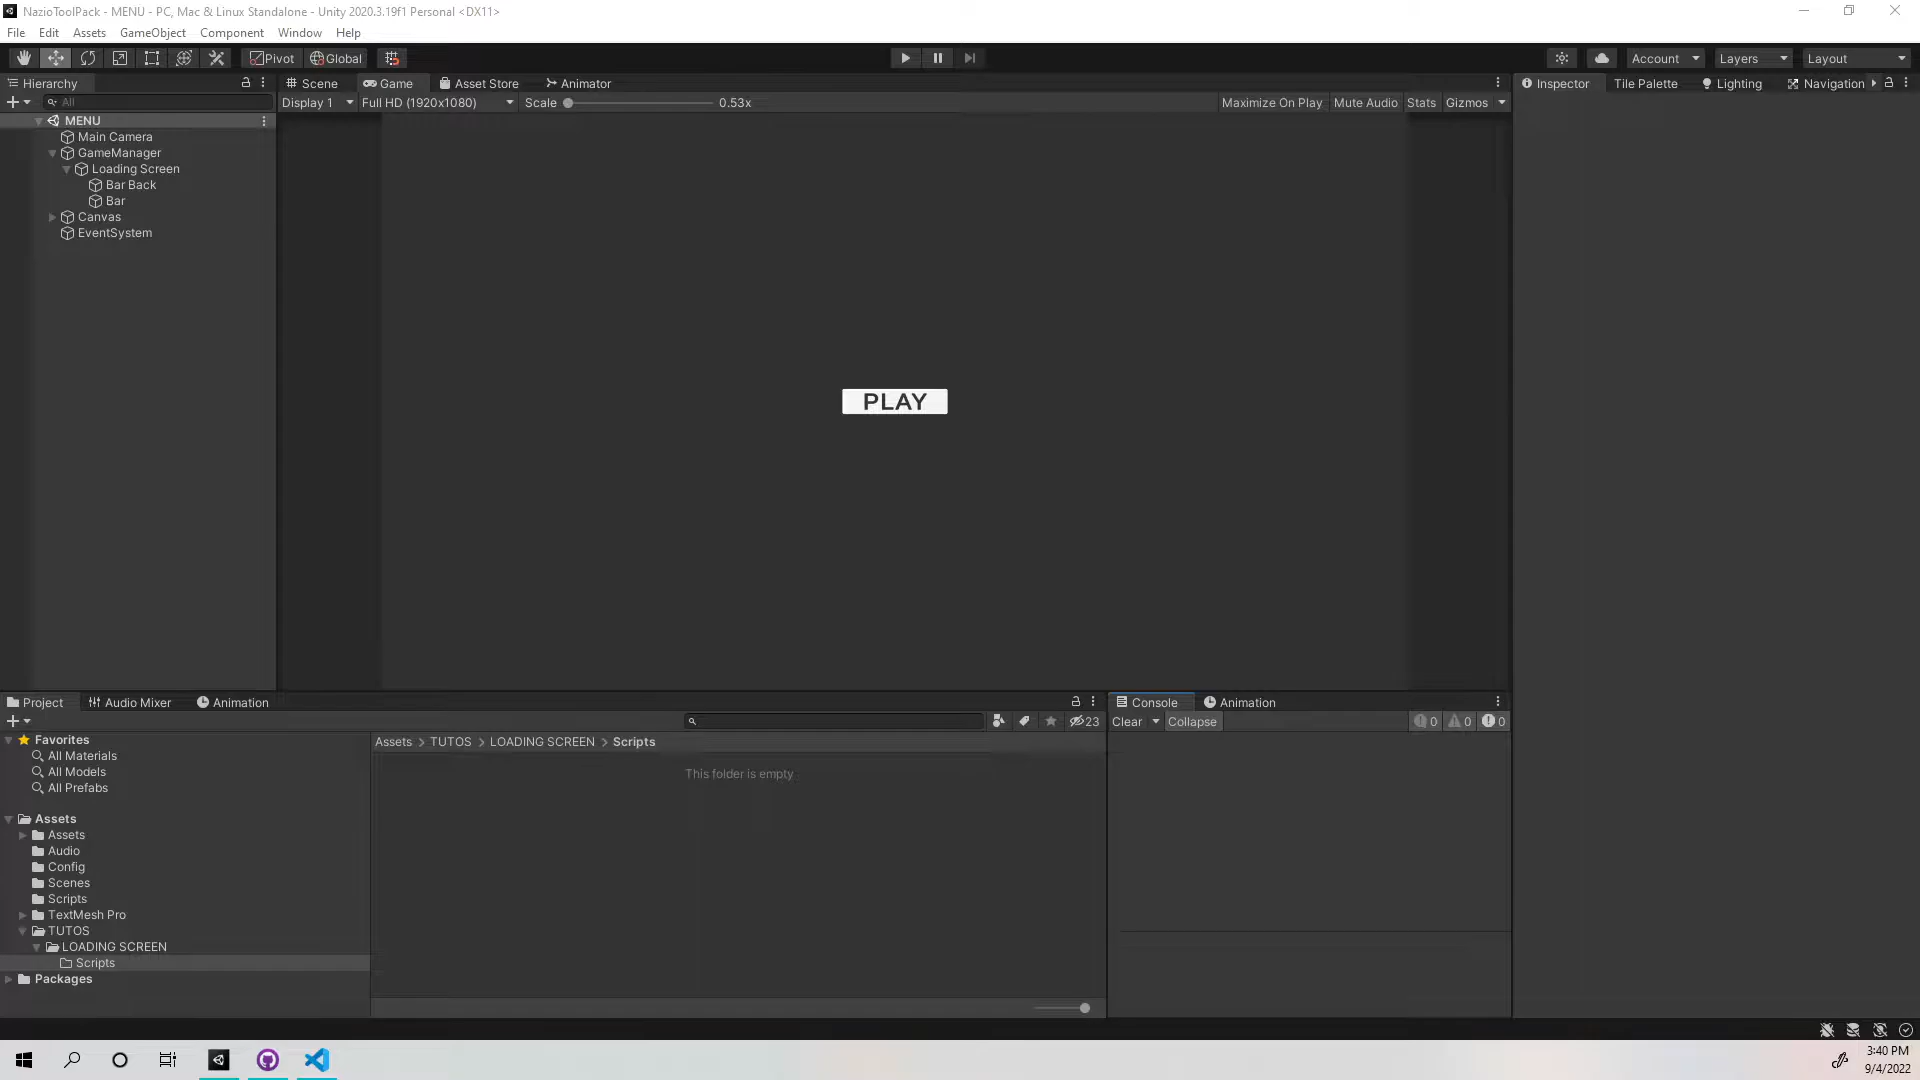 NazioToolPack - MENU - PC, Mac & Linux Standalone - Unity 2020.3.19f1 Personal <DX11>
File Edit Assets GameObject Component Window Help
Pivot Global Account Layers Layout
Hierarchy
All
MENU
Main Camera
GameManager
Loading Screen
Bar Back
Bar
Canvas
EventSystem
Scene Game Asset Store Animator
Display 1 Full HD (1920x1080) Scale 0.53x Maximize On Play Mute Audio Stats Gizmos
PLAY
Inspector Tile Palette Lighting Navigation
Project Audio Mixer Animation
23
Favorites
All Materials
All Models
All Prefabs
Assets
Assets
Audio
Config
Scenes
Scripts
TextMesh Pro
TUTOS
LOADING SCREEN
Scripts
Packages
Assets > TUTOS > LOADING SCREEN > Scripts
This folder is empty
Console Animation
Clear Collapse 0 0 0
3:40 PM
9/4/2022